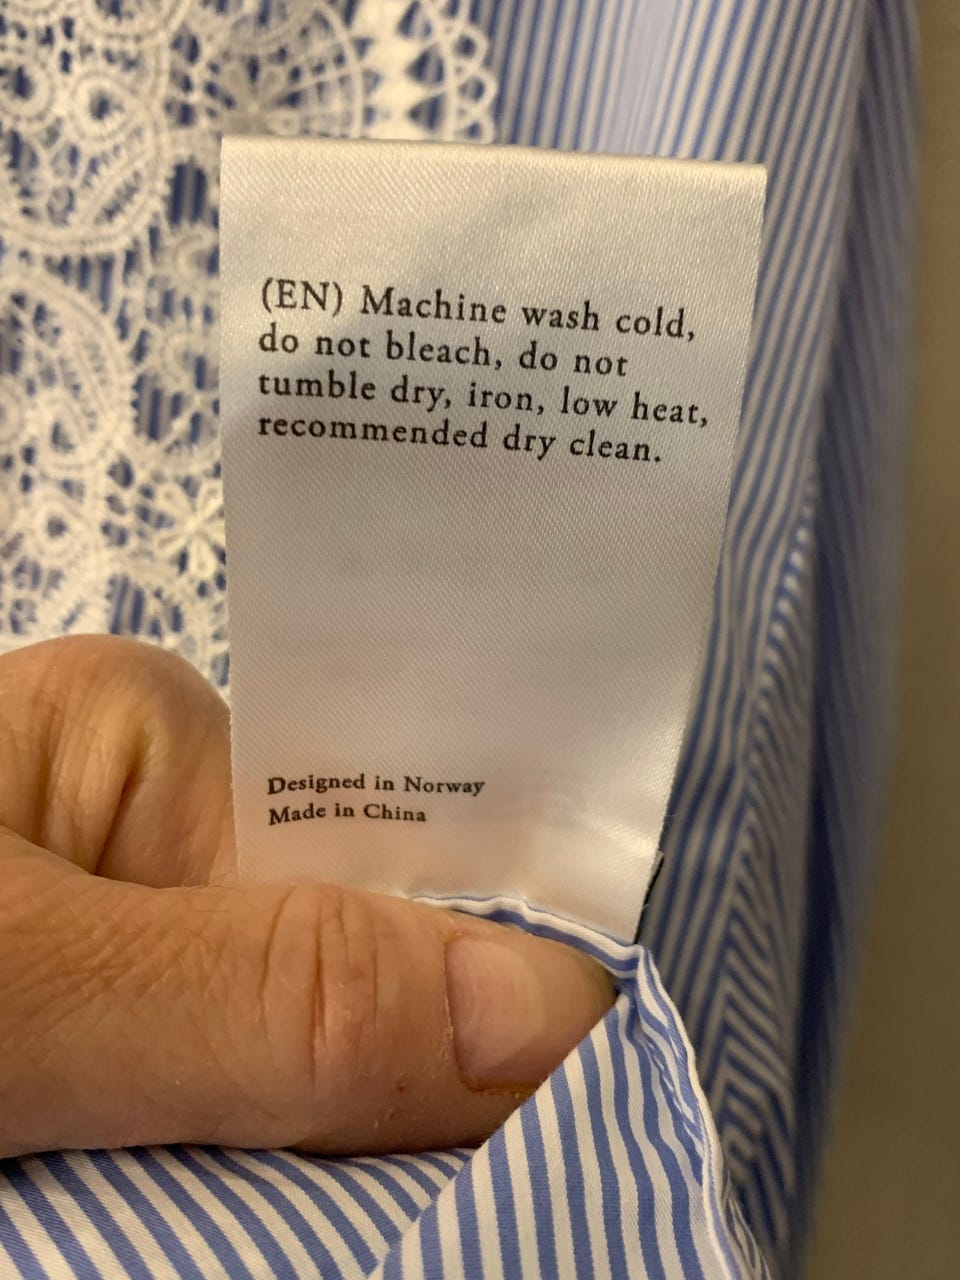 (EN) Machine wash cold,
do not bleach, do not
tumble dry, iron, low heat,
recommended dry clean.
Designed in Norway
Made in China